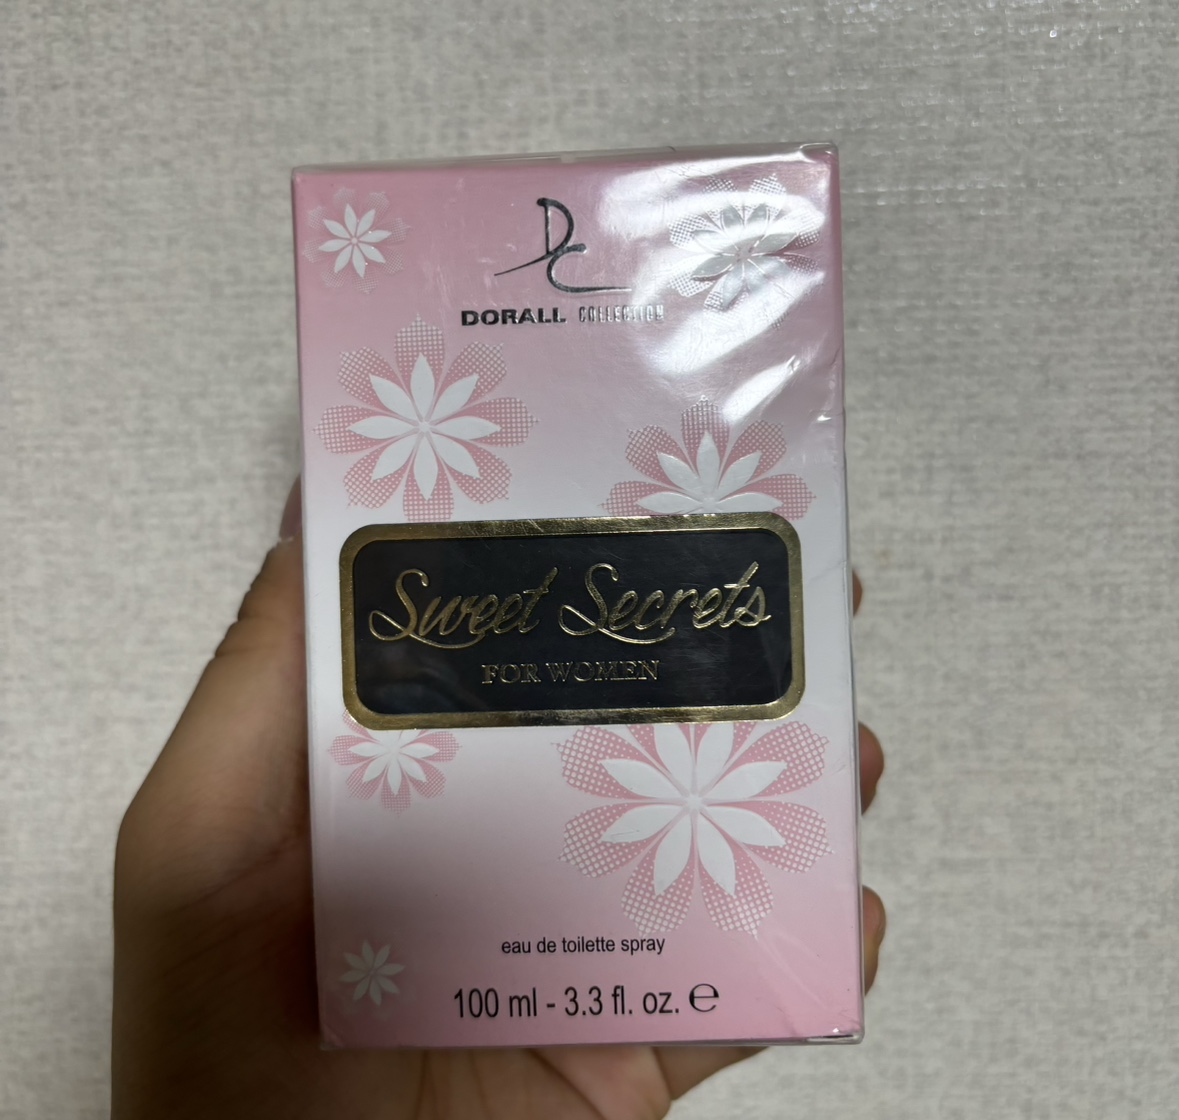 DC
DORALL COLLECTION
Sweet Secrets
FOR WOMEN
eau de toilette spray
100 ml - 3.3 fl. oz. ℮